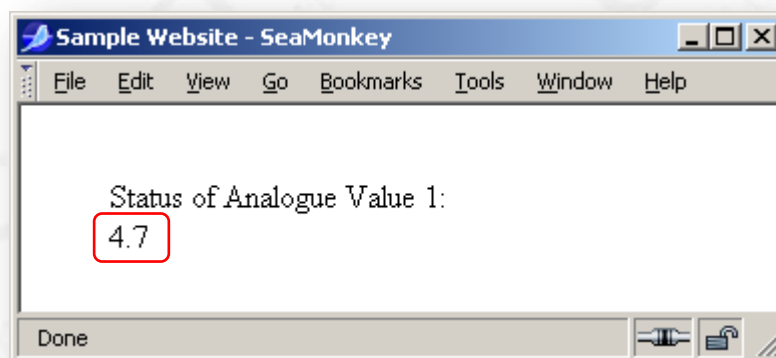 Sample Website - SeaMonkey
File Edit View Go Bookmarks Tools Window Help
Status of Analogue Value 1:
4.7
Done